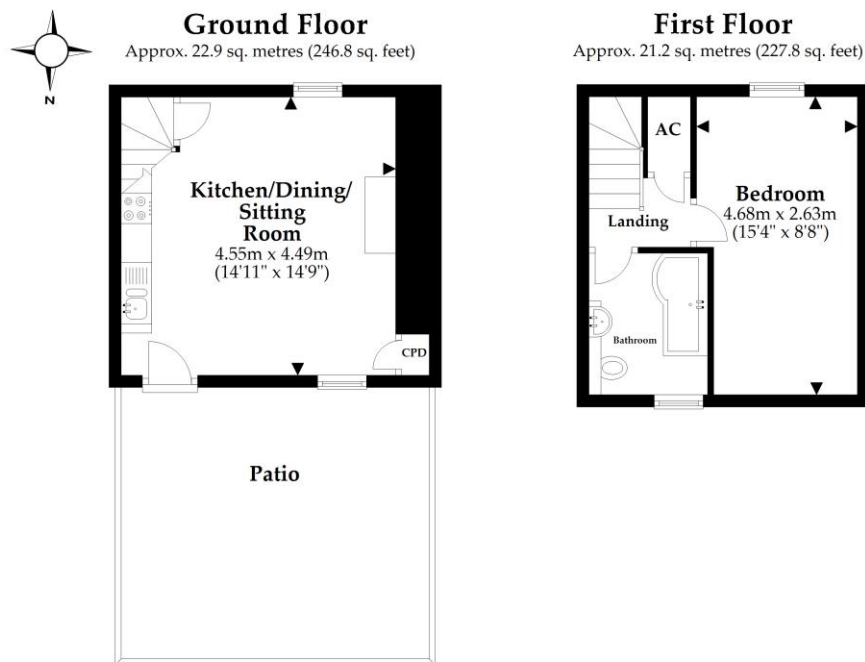 Ground Floor
Approx. 22.9 sq. metres (246.8 sq. feet)
N
Kitchen/Dining/
Sitting
Room
4.55m x 4.49m
(14'11" x 14'9")
CPD
Patio
First Floor
Approx. 21.2 sq. metres (227.8 sq. feet)
AC
Bedroom
4.68m x 2.63m
(15'4" x 8'8")
Landing
Bathroom